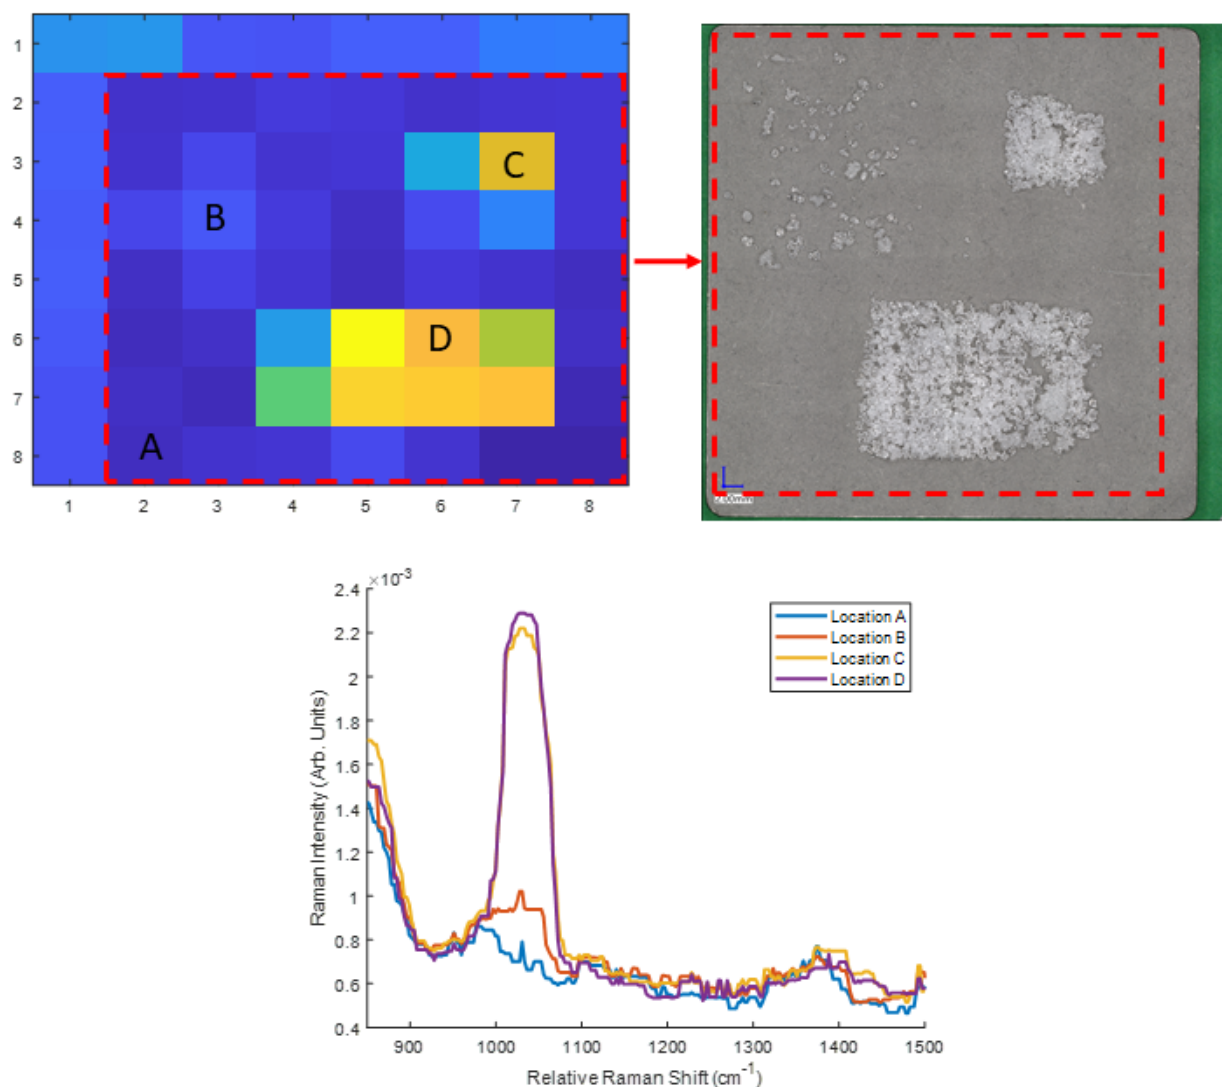 1
2
3
4
5
6
7
8
C
B
D
A
1 2 3 4 5 6 7 8
2.00mm
×10⁻³
2.4
2.2
2
1.8
1.6
1.4
1.2
1
0.8
0.6
0.4
Raman Intensity (Arb. Units)
Location A
Location B
Location C
Location D
900 1000 1100 1200 1300 1400 1500
Relative Raman Shift (cm⁻¹)